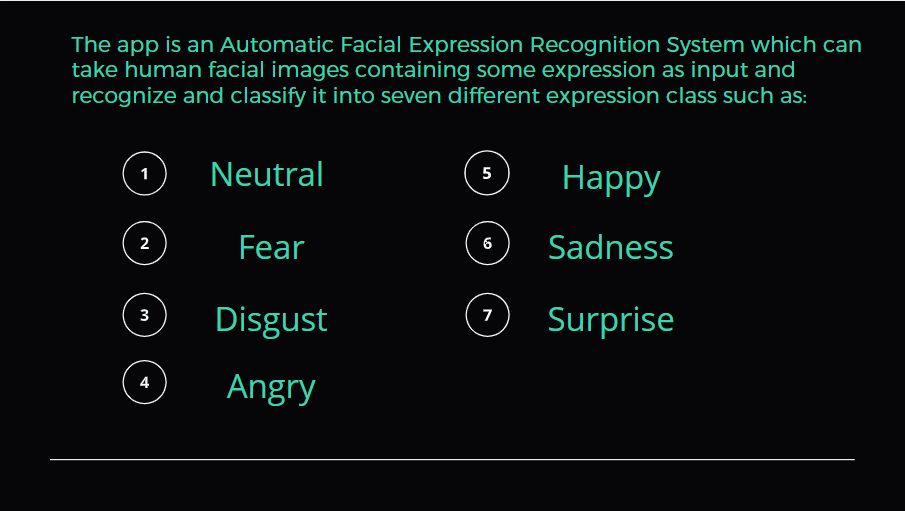 The app is an Automatic Facial Expression Recognition System which can
take human facial images containing some expression as input and
recognize and classify it into seven different expression class such as:
1 Neutral
2 Fear
3 Disgust
4 Angry
5 Happy
6 Sadness
7 Surprise